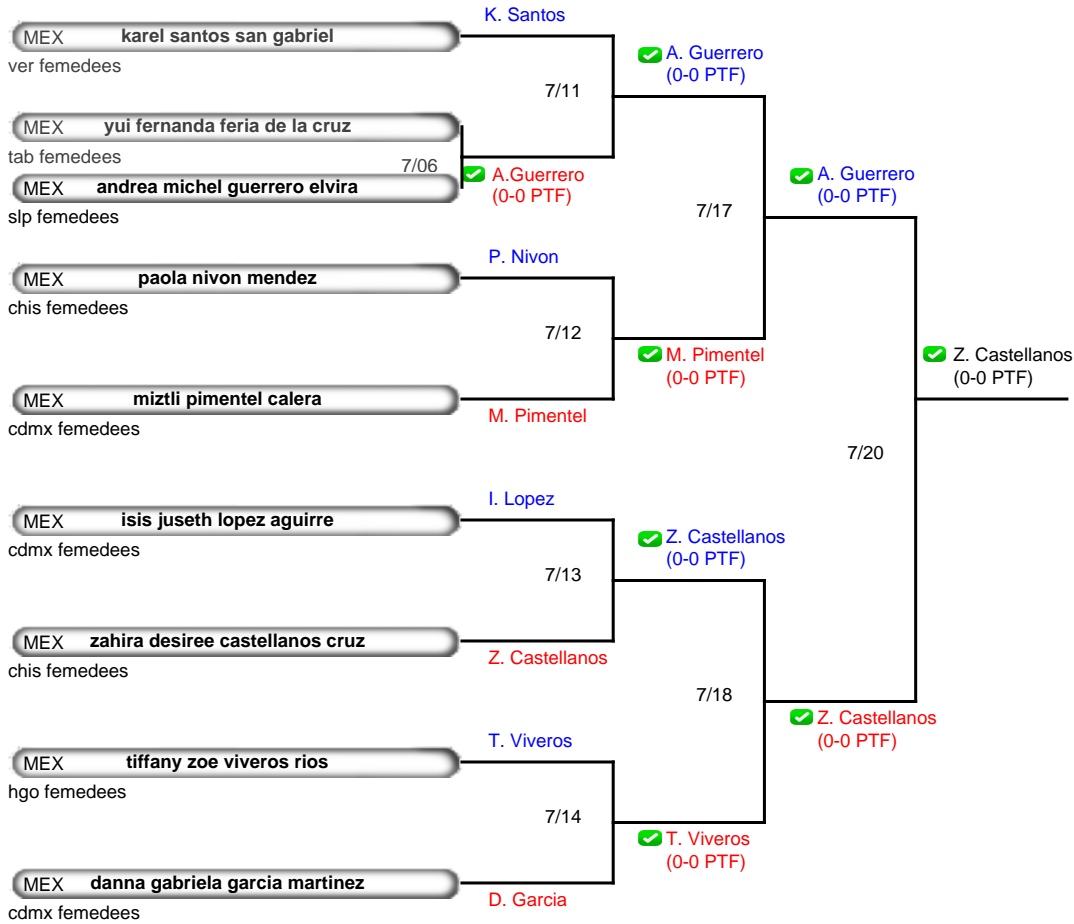 K. Santos
MEX karel santos san gabriel
ver femedees
A. Guerrero
(0-0 PTF)
7/11
MEX yui fernanda feria de la cruz
tab femedees
7/06
A.Guerrero
(0-0 PTF)
MEX andrea michel guerrero elvira
slp femedees
A. Guerrero
(0-0 PTF)
7/17
P. Nivon
MEX paola nivon mendez
chis femedees
7/12
M. Pimentel
(0-0 PTF)
Z. Castellanos
(0-0 PTF)
MEX miztli pimentel calera
cdmx femedees
M. Pimentel
7/20
I. Lopez
MEX isis juseth lopez aguirre
cdmx femedees
Z. Castellanos
(0-0 PTF)
7/13
MEX zahira desiree castellanos cruz
chis femedees
Z. Castellanos
7/18
Z. Castellanos
(0-0 PTF)
T. Viveros
MEX tiffany zoe viveros rios
hgo femedees
7/14
T. Viveros
(0-0 PTF)
MEX danna gabriela garcia martinez
cdmx femedees
D. Garcia